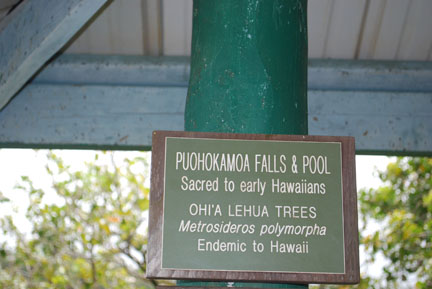 PUOHOKAMOA FALLS & POOL
Sacred to early Hawaiians
OHI'A LEHUA TREES
Metrosideros polymorpha
Endemic to Hawaii